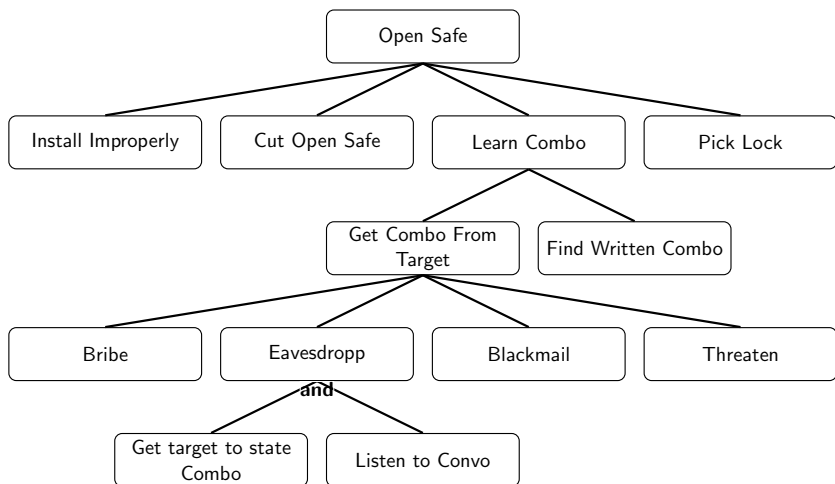 Open Safe
Install Improperly
Cut Open Safe
Learn Combo
Pick Lock
Get Combo From
Target
Find Written Combo
Bribe
Eavesdropp
Blackmail
Threaten
and
Get target to state
Combo
Listen to Convo